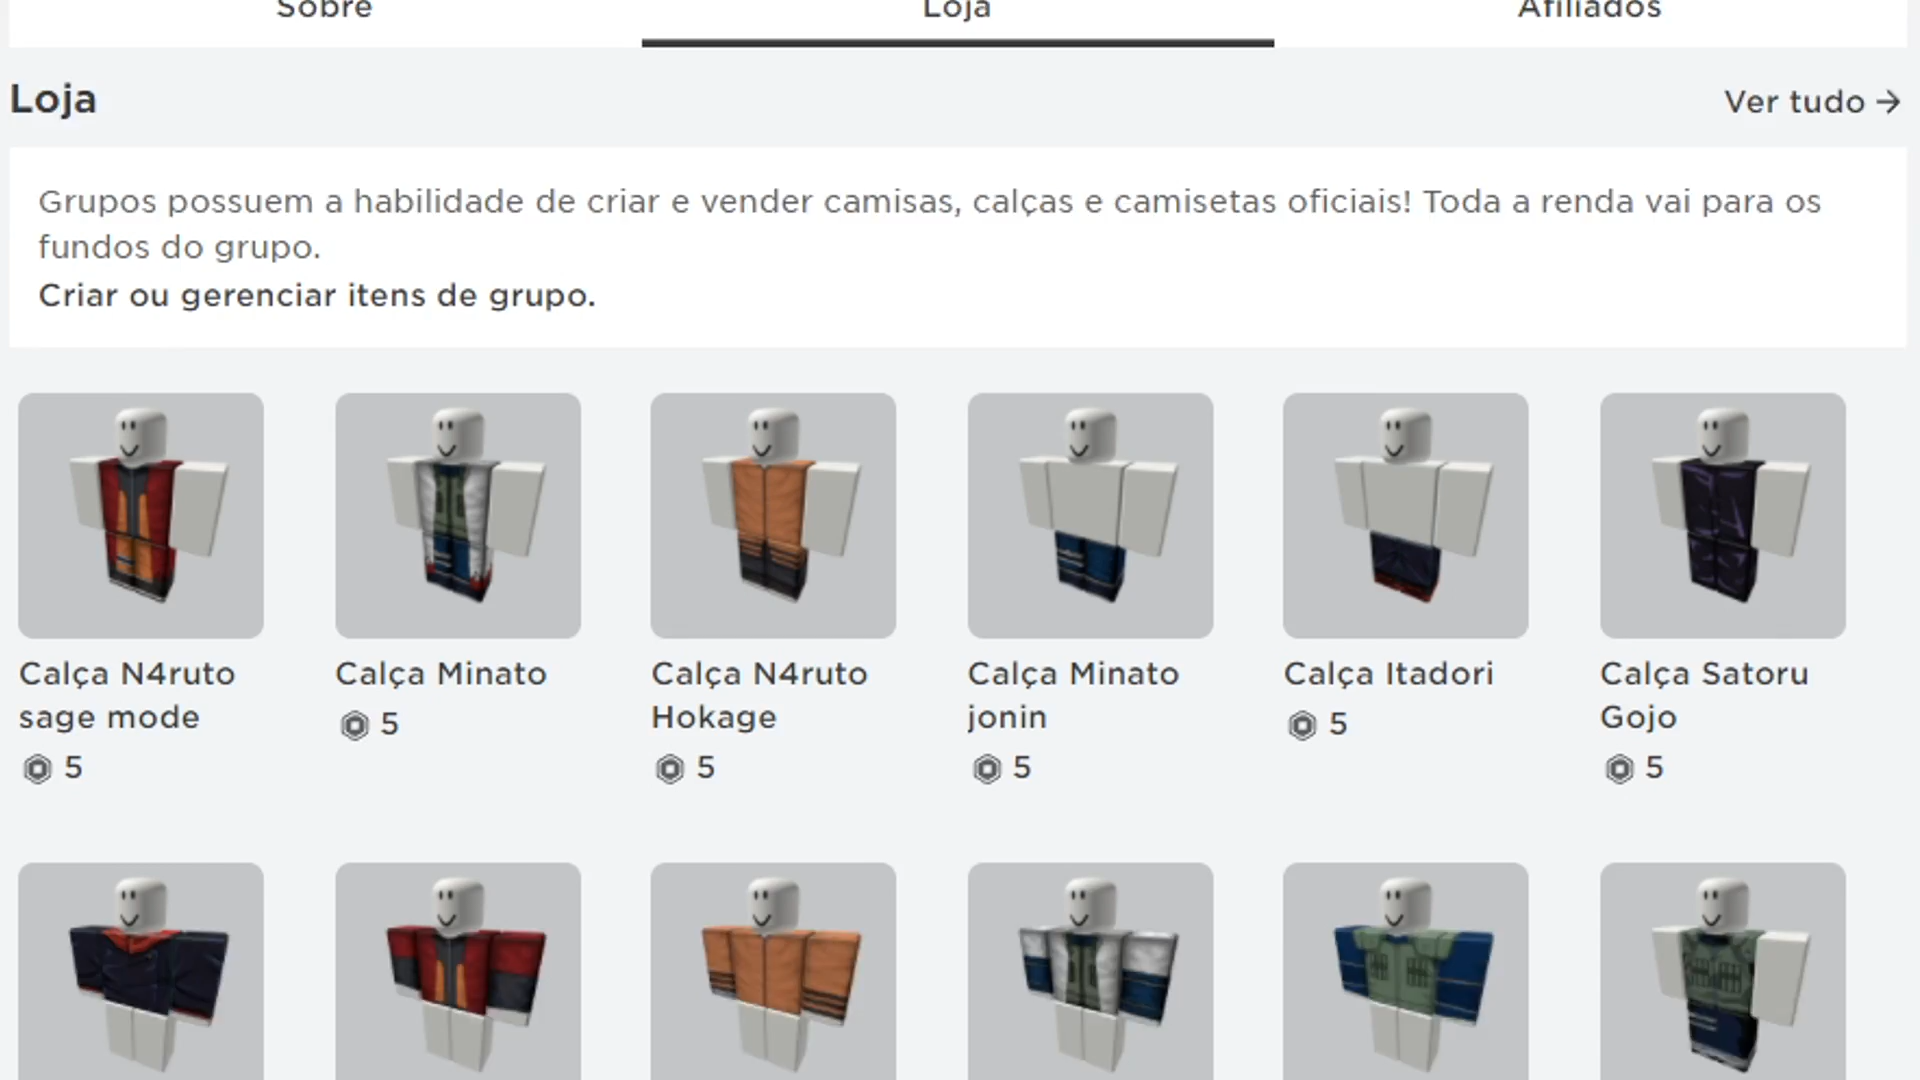 Sobre
Loja
Afiliados
Loja
Ver tudo →
Grupos possuem a habilidade de criar e vender camisas, calças e camisetas oficiais! Toda a renda vai para os
fundos do grupo.
Criar ou gerenciar itens de grupo.
Calça N4ruto
sage mode
5
Calça Minato
5
Calça N4ruto
Hokage
5
Calça Minato
jonin
5
Calça Itadori
5
Calça Satoru
Gojo
5